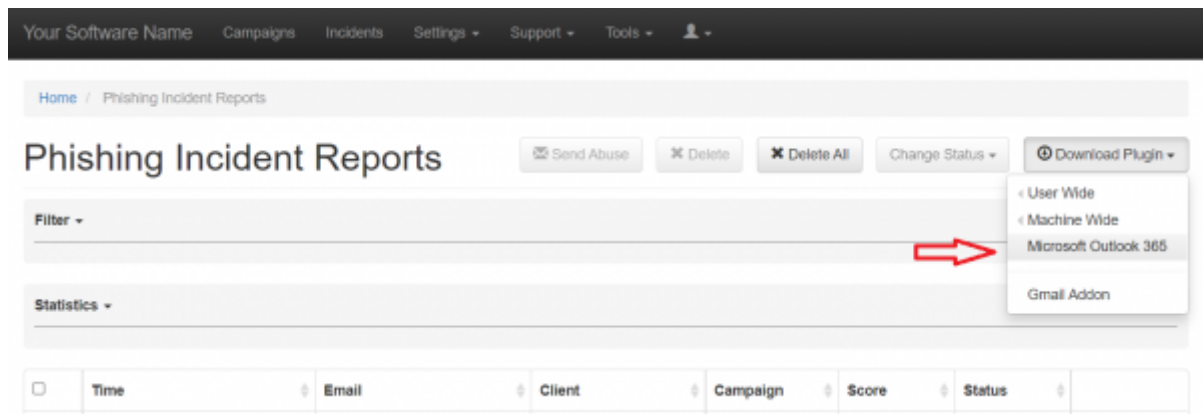 Your Software Name Campaigns Incidents Settings Support Tools
Home / Phishing Incident Reports
Phishing Incident Reports Send Abuse Delete Delete All Change Status Download Plugin
User Wide
Filter
Machine Wide
Microsoft Outlook 365
Gmail Addon
Statistics
Time Email Client Campaign Score Status